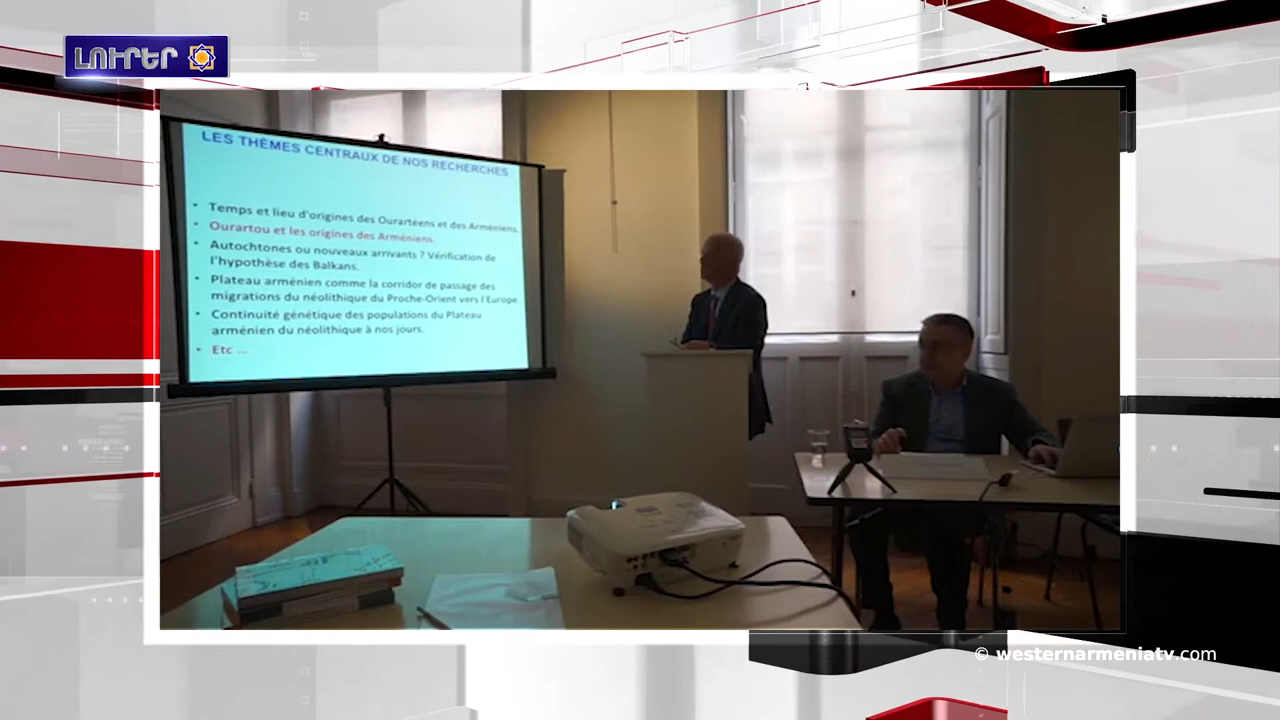 ԼՈՒՐԵՐ
LES THÈMES CENTRAUX DE NOS RECHERCHES
• Temps et lieu d'origines des Ourartéens et des Arméniens.
• Ourartou et les origines des Arméniens.
• Autochtones ou nouveaux arrivants ? Vérification de
l'hypothèse des Balkans.
• Plateau arménien comme la corridor de passage des
migrations du néolithique du Proche-Orient vers l'Europe
• Continuité génétique des populations du Plateau
arménien du néolithique à nos jours.
• Etc ...
© westernarmeniatv.com